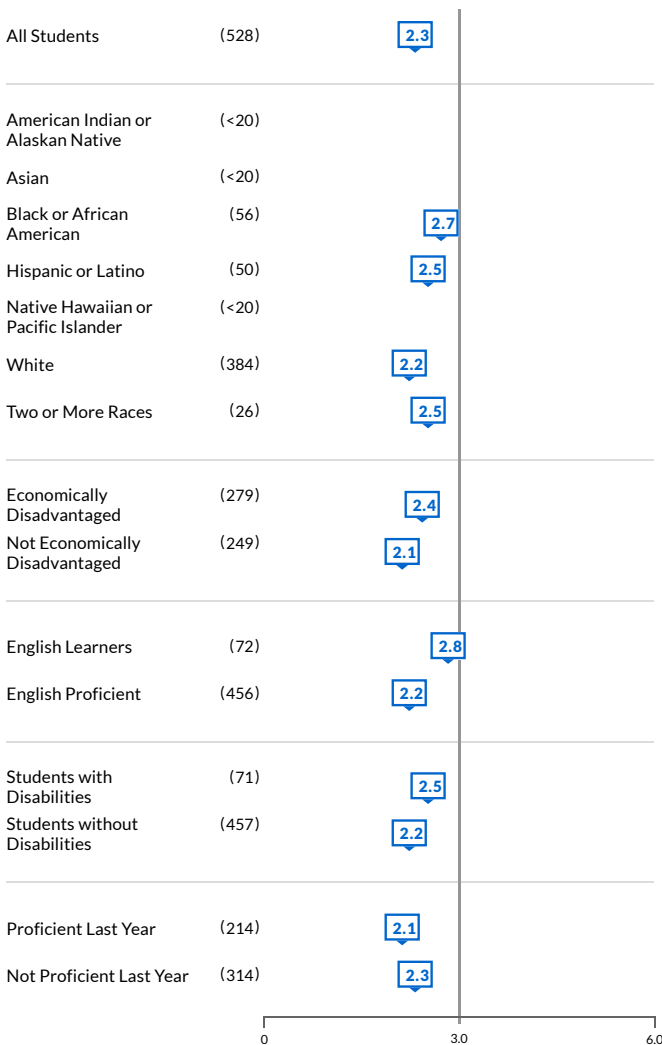 All Students (528) 2.3
American Indian or (<20)
Alaskan Native
Asian (<20)
Black or African (56) 2.7
American
Hispanic or Latino (50) 2.5
Native Hawaiian or (<20)
Pacific Islander
White (384) 2.2
Two or More Races (26) 2.5
Economically (279) 2.4
Disadvantaged
Not Economically (249) 2.1
Disadvantaged
English Learners (72) 2.8
English Proficient (456) 2.2
Students with (71) 2.5
Disabilities
Students without (457) 2.2
Disabilities
Proficient Last Year (214) 2.1
Not Proficient Last Year (314) 2.3
0 3.0 6.0